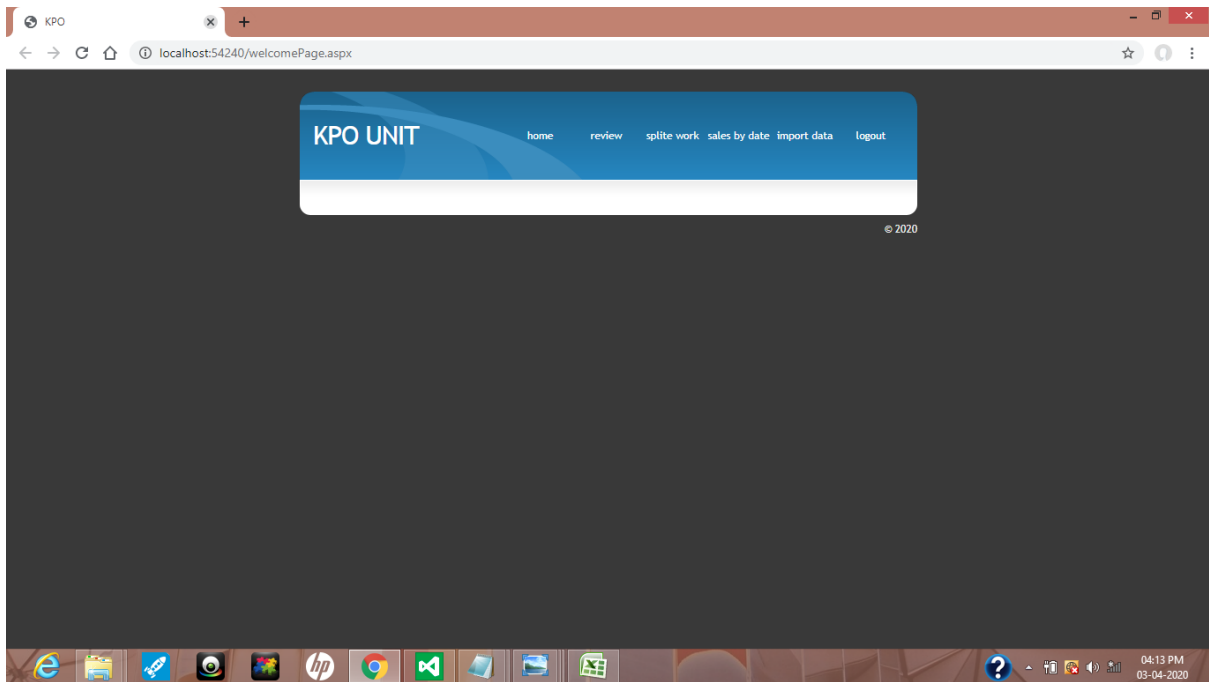 KPO
localhost:54240/welcomePage.aspx
KPO UNIT
home review splite work sales by date import data logout
© 2020
hp
04:13 PM
03-04-2020